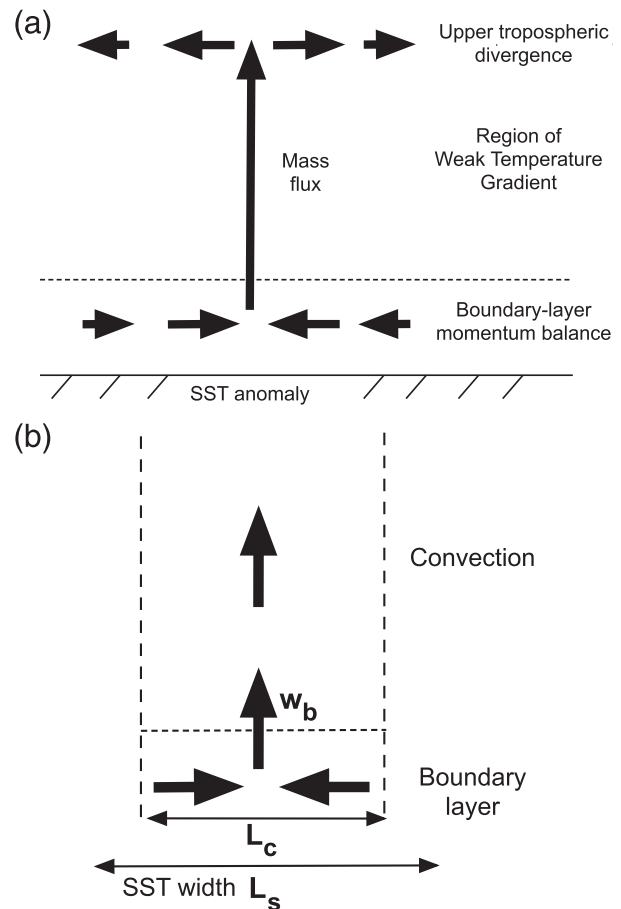 (a)
Upper tropospheric
divergence
Mass
flux
Region of
Weak Temperature
Gradient
Boundary-layer
momentum balance
SST anomaly
(b)
Convection
w_b
Boundary
layer
L_c
SST width L_s